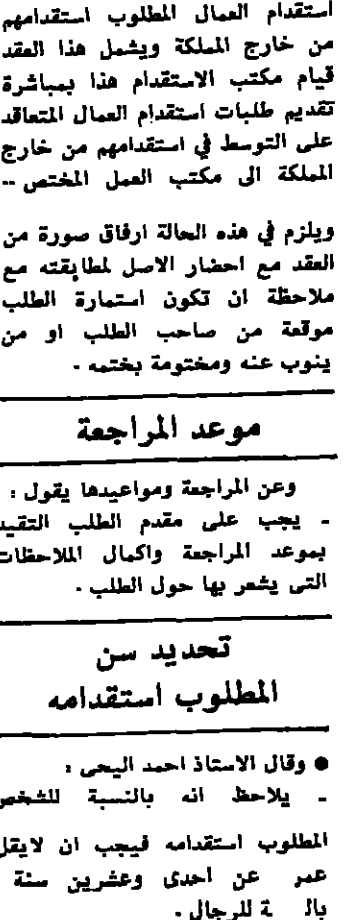 استقدام العمال المطلوب استقدامهم
من خارج المملكة ويشمل هذا العقد
قيام مكتب الاستقدام هذا بمباشرة
تقديم طلبات استقدام العمال المتعاقد
على التوسط في استقدامهم من خارج
المملكة الى مكتب العمل المختص --
ويلزم في هذه الحالة ارفاق صورة من
العقد مع احضار الاصل لمطابقته مع
ملاحظة ان تكون استمارة الطلب
موقعة من صاحب الطلب او من
ينوب عنه ومختومة بختمه .
موعد المراجعة
وعن المراجعة ومواعيدها يقول :
- يجب على مقدم الطلب التقيد
بموعد المراجعة واكمال الملاحظات
التى يشعر بها حول الطلب .
تحديد سن
المطلوب استقدامه
● وقال الاستاذ احمد اليحى :
- يلاحظ انه بالنسبة للشخص
المطلوب استقدامه فيجب ان لايقل
عمر عن احدى وعشرين سنة
للرجال .